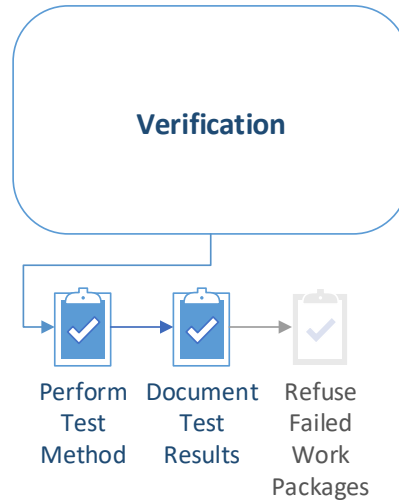 Verification
Perform
Test
Method
Document
Test
Results
Refuse
Failed
Work
Packages